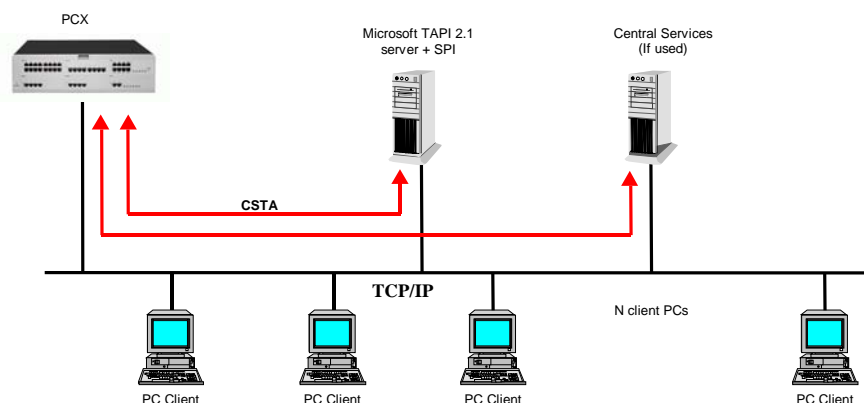 PCX
Microsoft TAPI 2.1
server + SPI
Central Services
(If used)
CSTA
TCP/IP
N client PCs
PC Client
PC Client
PC Client
PC Client